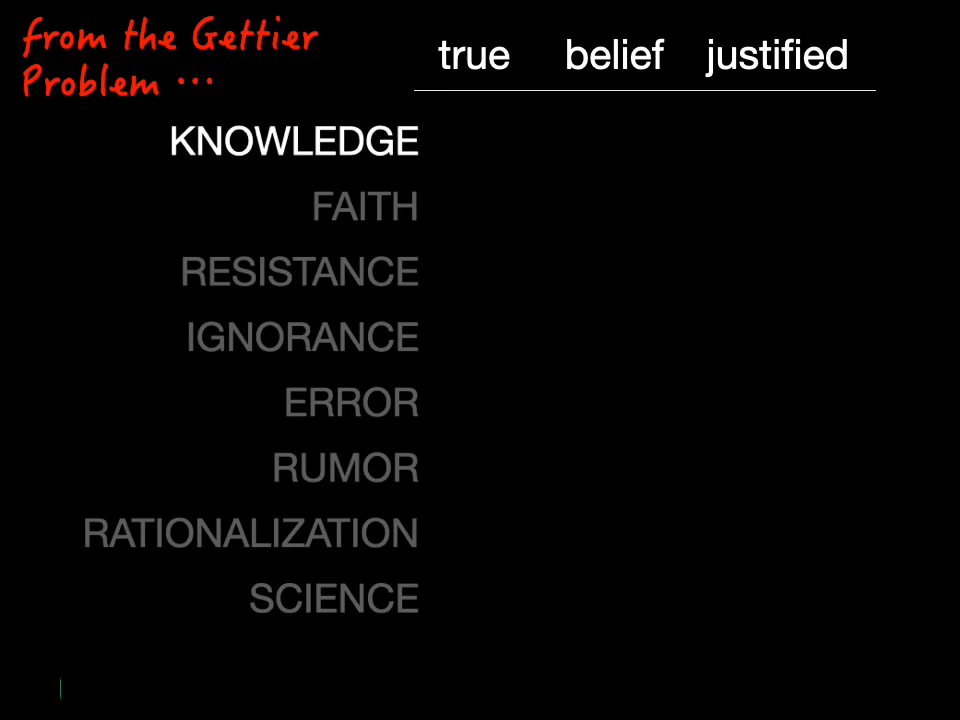 from the Gettier
Problem ...
true belief justified
KNOWLEDGE
FAITH
RESISTANCE
IGNORANCE
ERROR
RUMOR
RATIONALIZATION
SCIENCE